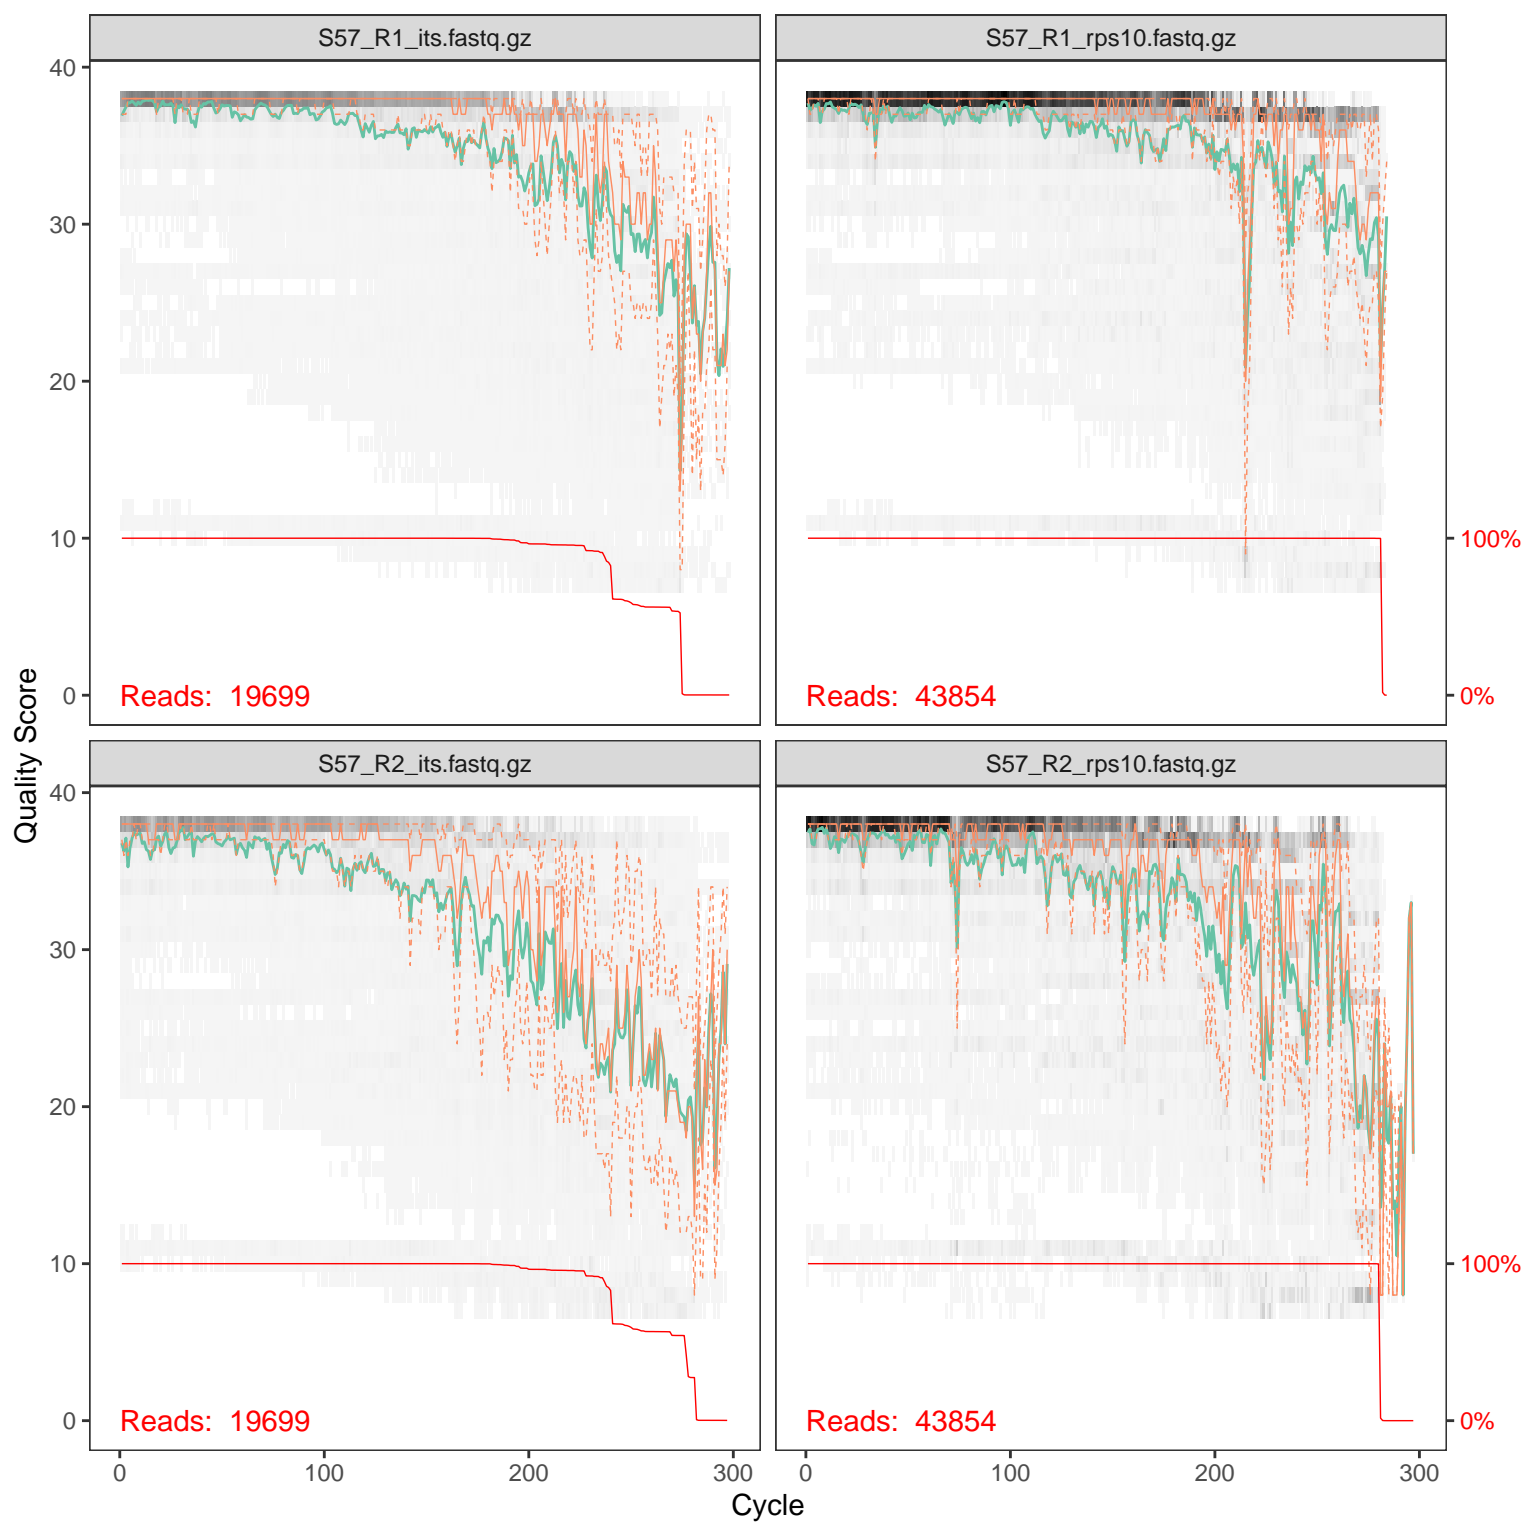 S57_R1_its.fastq.gz
S57_R1_rps10.fastq.gz
40
30
20
10
0
100%
0%
Reads: 19699
Reads: 43854
Quality Score
S57_R2_its.fastq.gz
S57_R2_rps10.fastq.gz
40
30
20
10
0
100%
0%
Reads: 19699
Reads: 43854
0 100 200 300
0 100 200 300
Cycle